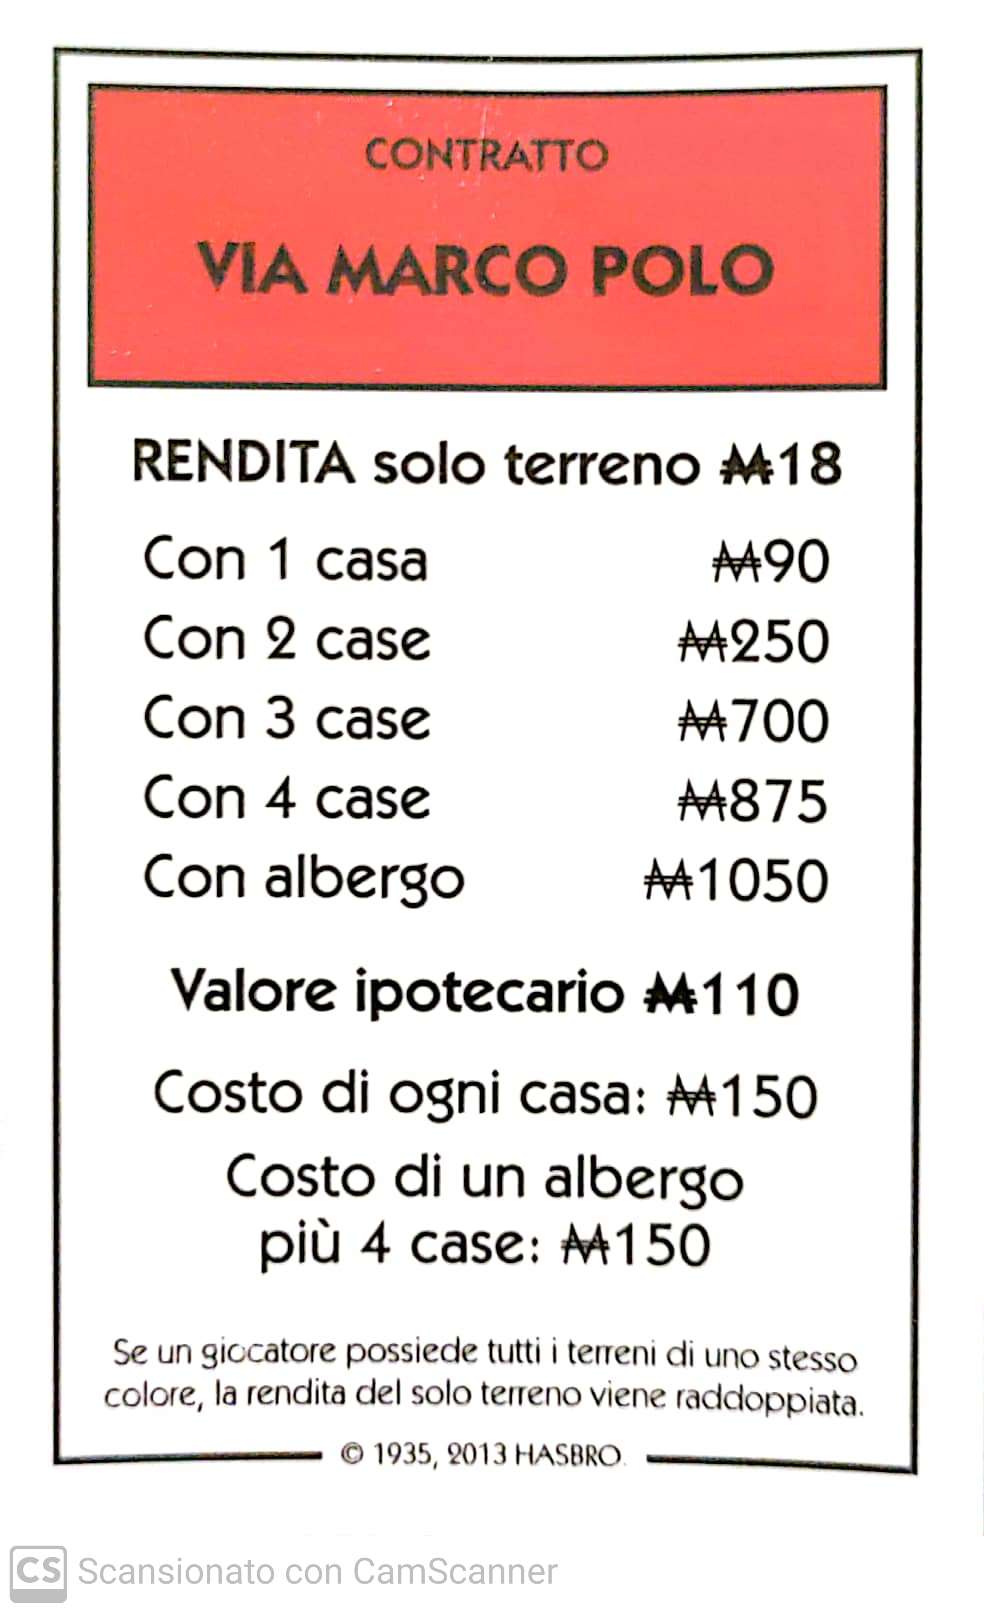 CONTRATTO
VIA MARCO POLO
RENDITA solo terreno ₩18
Con 1 casa ₩90
Con 2 case ₩250
Con 3 case ₩700
Con 4 case ₩875
Con albergo ₩1050
Valore ipotecario ₩110
Costo di ogni casa: ₩150
Costo di un albergo
più 4 case: ₩150
Se un giocatore possiede tutti i terreni di uno stesso
colore, la rendita del solo terreno viene raddoppiata.
© 1935, 2013 HASBRO.
CS Scansionato con CamScanner